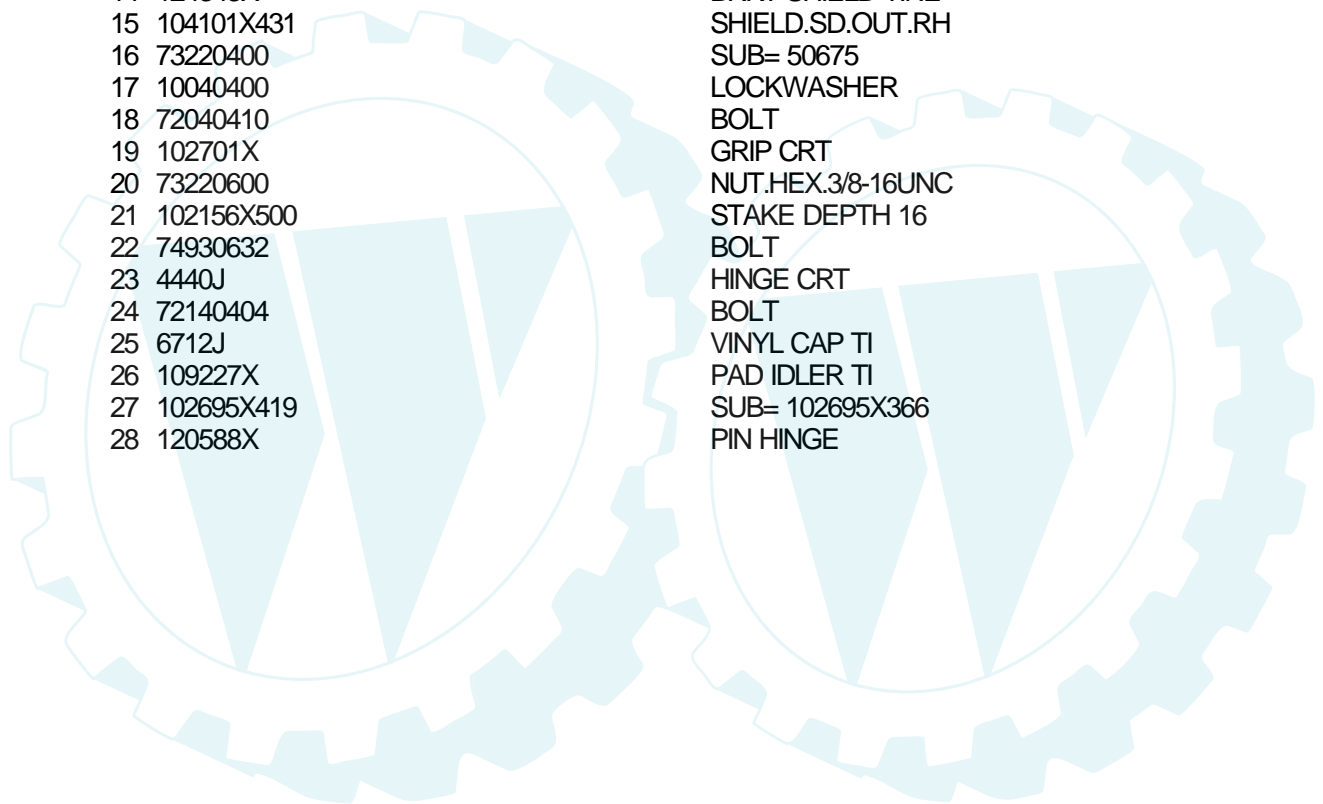 15 104101X431 SHIELD.SD.OUT.RH
16 73220400 SUB= 50675
17 10040400 LOCKWASHER
18 72040410 BOLT
19 102701X GRIP CRT
20 73220600 NUT.HEX.3/8-16UNC
21 102156X500 STAKE DEPTH 16
22 74930632 BOLT
23 4440J HINGE CRT
24 72140404 BOLT
25 6712J VINYL CAP TI
26 109227X PAD IDLER TI
27 102695X419 SUB= 102695X366
28 120588X PIN HINGE